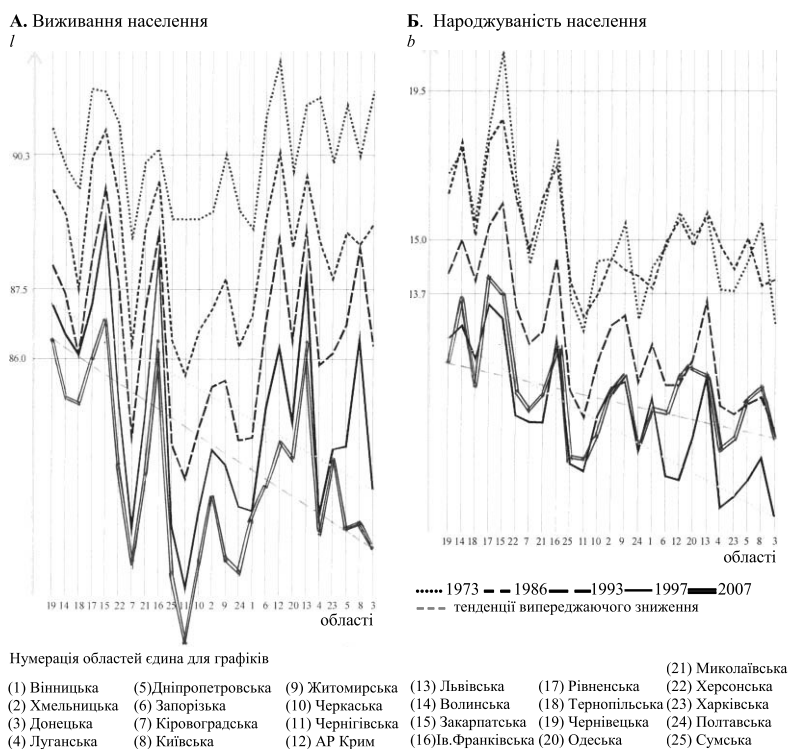 А. Виживання населення
l
90.3
87.5
86.0
19 14 18 17 15 22 7 21 16 25 11 10 2 9 24 1 6 12 20 13 4 23 5 8 3
області
Б. Народжуваність населення
b
19.5
15.0
13.7
19 14 18 17 15 22 7 21 16 25 11 10 2 9 24 1 6 12 20 13 4 23 5 8 3
області
1973 1986 1993 1997 2007
тенденції випереджаючого зниження
Нумерація областей єдина для графіків
(1) Вінницька
(2) Хмельницька
(3) Донецька
(4) Луганська
(5)Дніпропетровська
(6) Запорізька
(7) Кіровоградська
(8) Київська
(9) Житомирська
(10) Черкаська
(11) Чернігівська
(12) АР Крим
(13) Львівська
(14) Волинська
(15) Закарпатська
(16)Ів.Франківська
(17) Рівненська
(18) Тернопільська
(19) Чернівецька
(20) Одеська
(21) Миколаївська
(22) Херсонська
(23) Харківська
(24) Полтавська
(25) Сумська